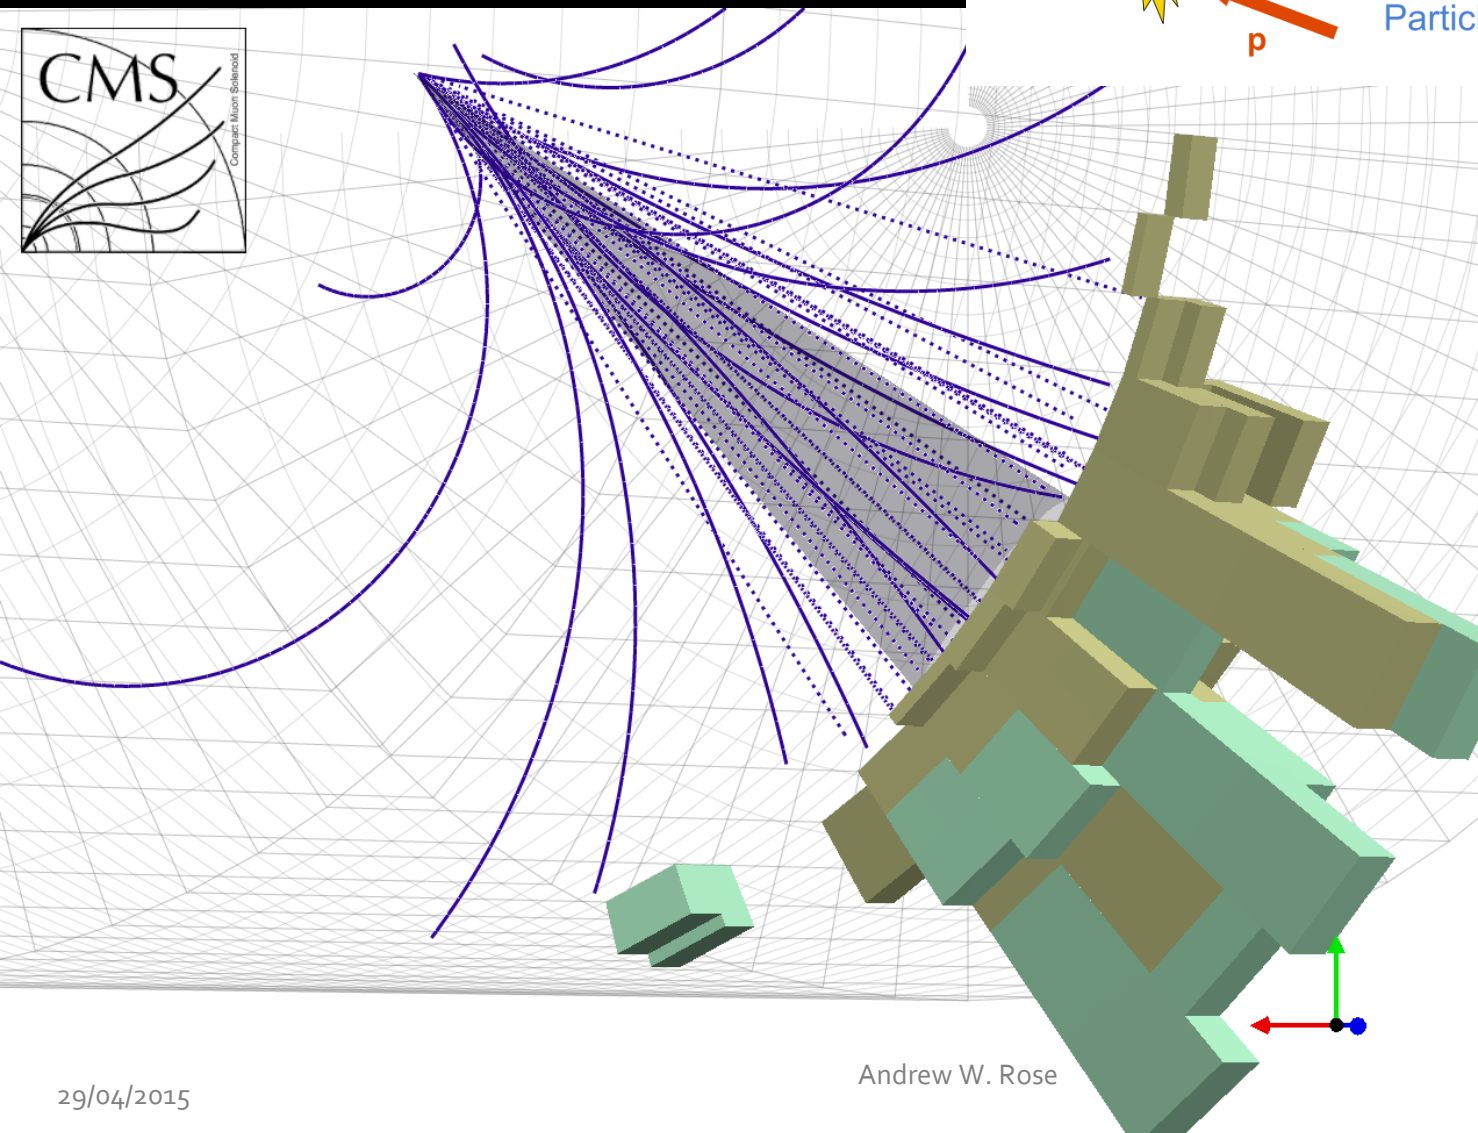 CMS
Compact Muon Solenoid
p
Partic
29/04/2015
Andrew W. Rose